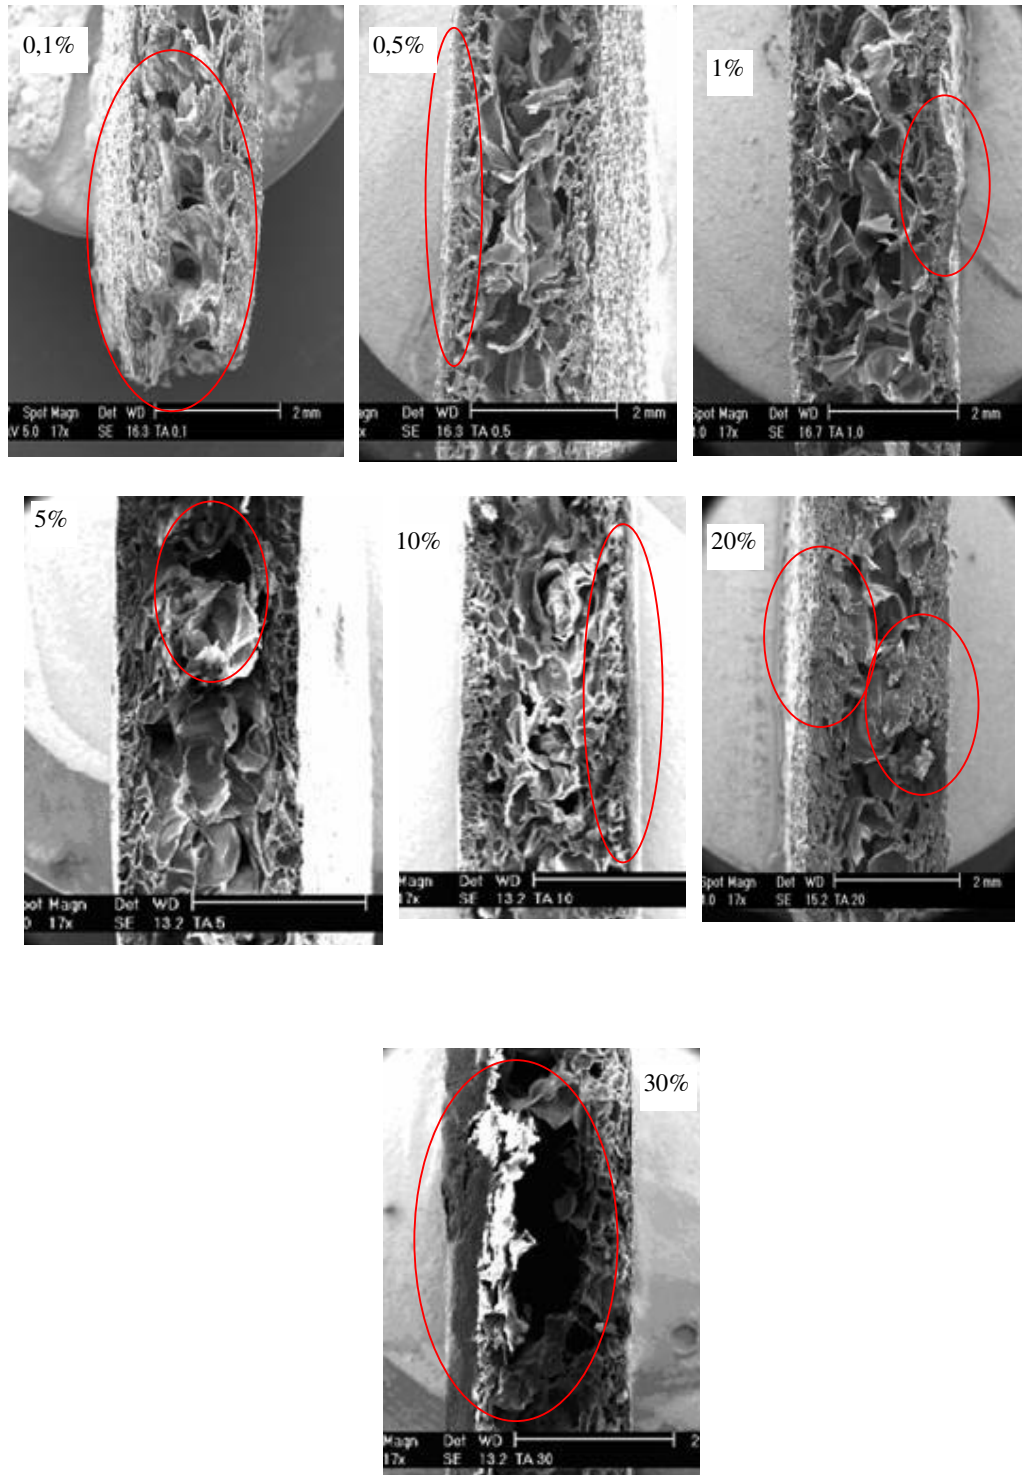 0,1%
0,5%
1%
Spot Magn Det WD 2 mm
V 5.0 17x SE 16.3 TA 0.1
gn Det WD 2 mm
x SE 16.3 TA 0.5
Spot Magn Det WD 2 mm
.0 17x SE 16.7 TA 1.0
5%
10%
20%
pot Magn Det WD
0 17x SE 13.2 TA 5
Magn Det WD
17x SE 13.2 TA 10
Spot Magn Det WD 2 mm
.0 17x SE 15.2 TA 20
30%
Magn Det WD 2
17x SE 13.2 TA 30